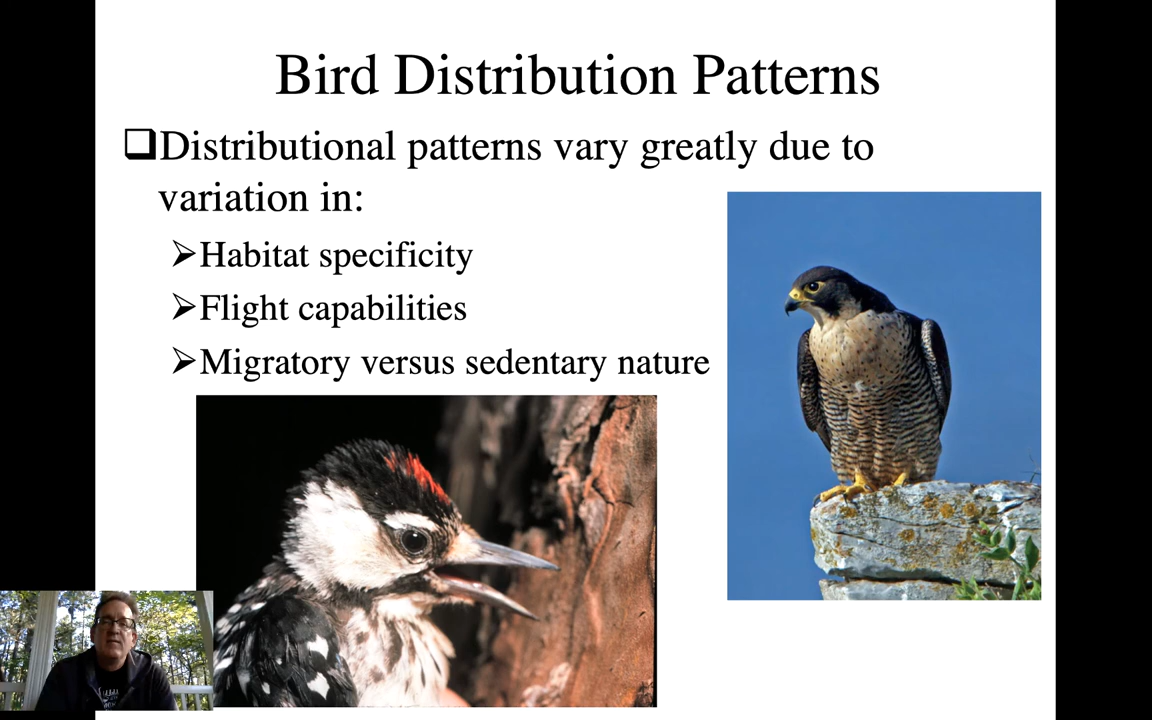 Bird Distribution Patterns
Distributional patterns vary greatly due to
variation in:
Habitat specificity
Flight capabilities
Migratory versus sedentary nature